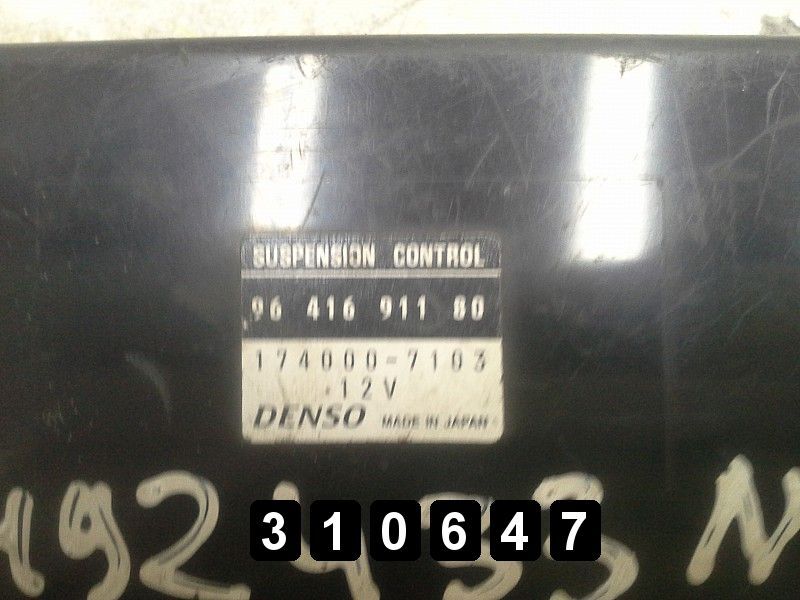 SUSPENSION CONTROL
96 416 911 80
174000-7103
12V
DENSO MADE IN JAPAN
310647